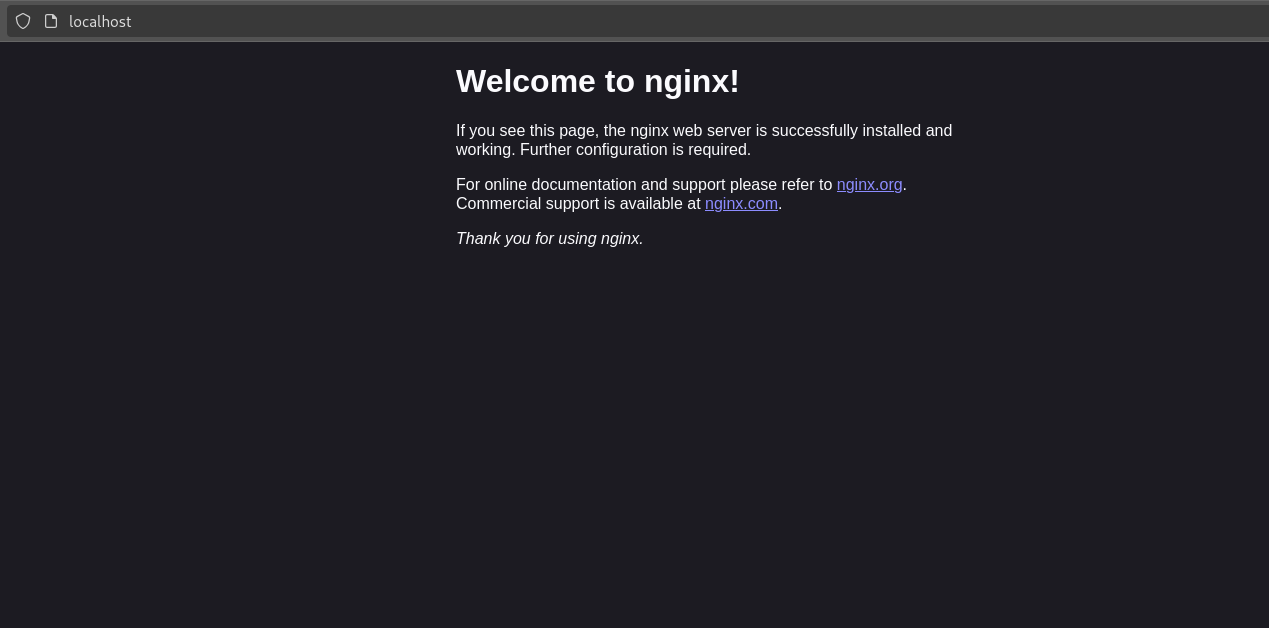 localhost
Welcome to nginx!
If you see this page, the nginx web server is successfully installed and
working. Further configuration is required.
For online documentation and support please refer to nginx.org.
Commercial support is available at nginx.com.
Thank you for using nginx.